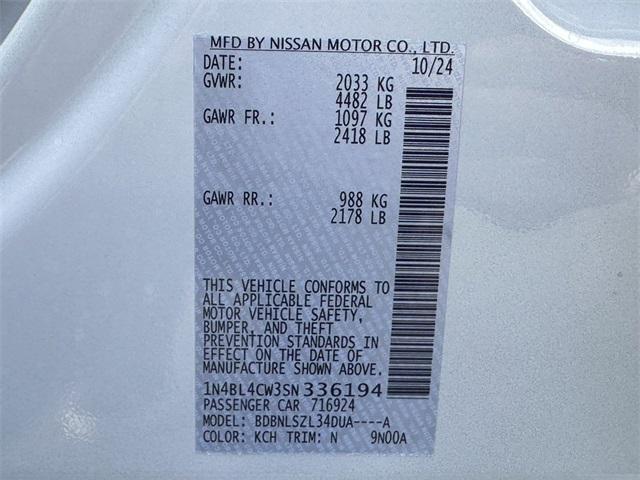 MFD BY NISSAN MOTOR CO., LTD.
DATE: 10/24
GVWR: 2033 KG
4482 LB
GAWR FR.: 1097 KG
2418 LB
GAWR RR.: 988 KG
2178 LB
THIS VEHICLE CONFORMS TO
ALL APPLICABLE FEDERAL
MOTOR VEHICLE SAFETY,
BUMPER, AND THEFT
PREVENTION STANDARDS IN
EFFECT ON THE DATE OF
MANUFACTURE SHOWN ABOVE.
1N4BL4CW3SN336194
PASSENGER CAR 716924
MODEL: BDBNLSZL34DUA----A
COLOR: KCH TRIM: N 9N00A